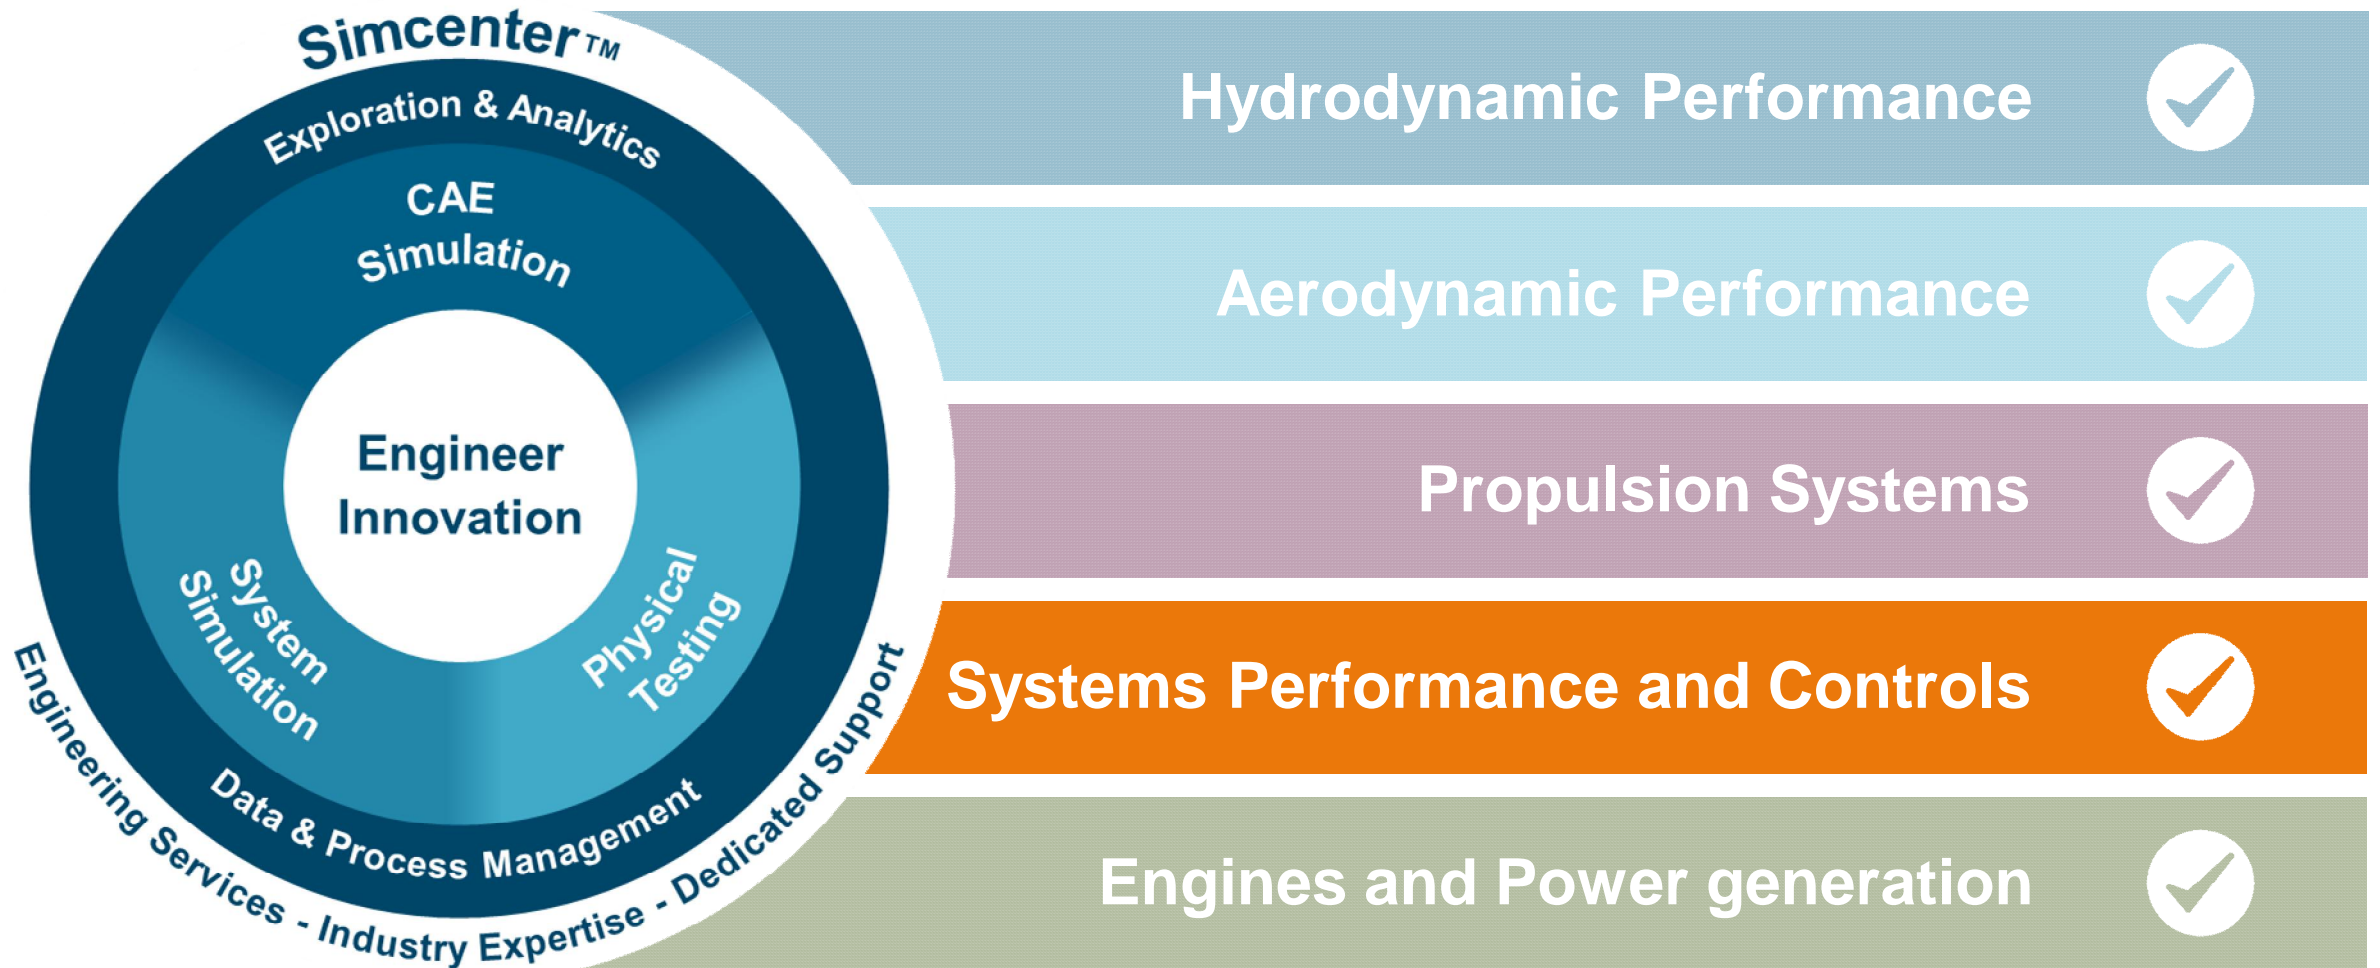 Simcenter™
Exploration & Analytics
CAE
Simulation
Engineer
Innovation
System
Simulation
Physical
Testing
Data & Process Management
Engineering Services - Industry Expertise - Dedicated Support
Hydrodynamic Performance
Aerodynamic Performance
Propulsion Systems
Systems Performance and Controls
Engines and Power generation